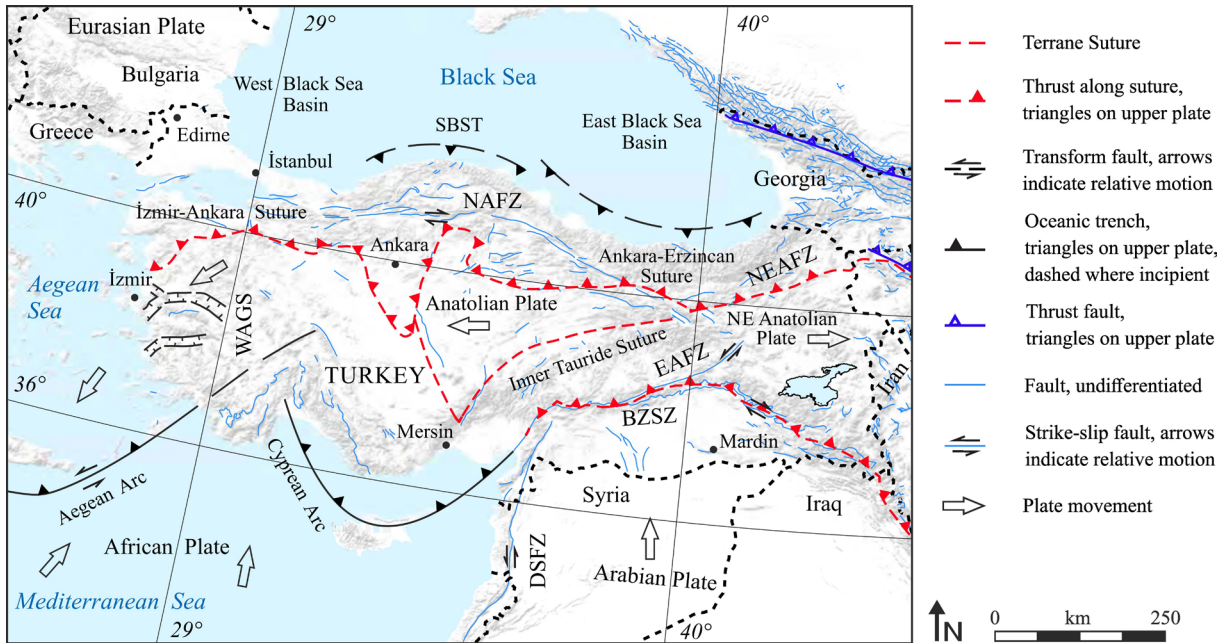 Eurasian Plate
29°
40°
Bulgaria
West Black Sea
Basin
Black Sea
Greece
Edirne
SBST
East Black Sea
Basin
İstanbul
Georgia
40°
İzmir-Ankara Suture
NAFZ
Ankara
Ankara-Erzincan
Suture
NEAFZ
İzmir
Aegean
Sea
WAGS
Anatolian Plate
NE Anatolian
Plate
Iran
36°
TURKEY
Inner Tauride Suture
EAFZ
BZSZ
Mersin
Mardin
Aegean Arc
Cyprean Arc
Syria
Iraq
African Plate
DSFZ
Arabian Plate
Mediterranean Sea
29°
40°
Terrane Suture
Thrust along suture,
triangles on upper plate
Transform fault, arrows
indicate relative motion
Oceanic trench,
triangles on upper plate,
dashed where incipient
Thrust fault,
triangles on upper plate
Fault, undifferentiated
Strike-slip fault, arrows
indicate relative motion
Plate movement
N
km
0
250